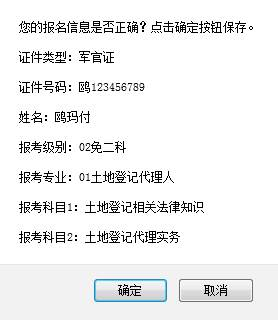 您的报名信息是否正确？点击确定按钮保存。
证件类型：军官证
证件号码：鸥123456789
姓名：鸥玛付
报考级别：02免二科
报考专业：01土地登记代理人
报考科目1：土地登记相关法律知识
报考科目2：土地登记代理实务
确定 取消